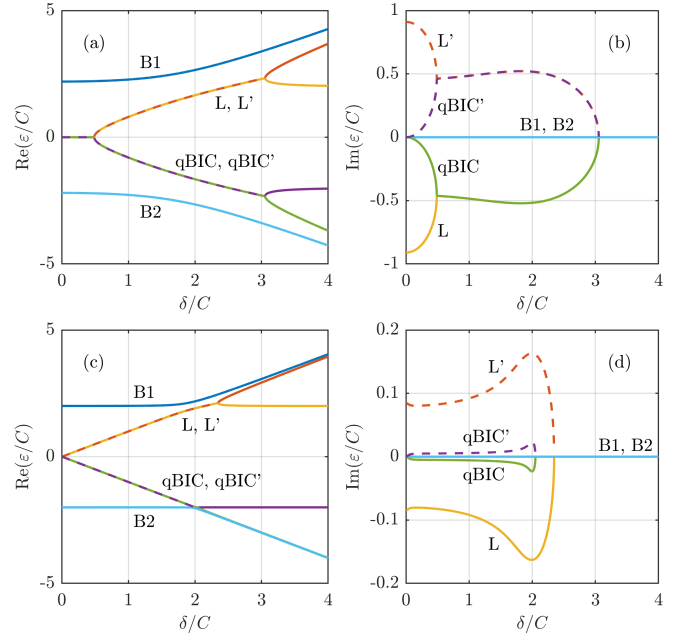 5
(a)
B1
L, L’
0
qBIC, qBIC’
B2
-5
0 1 2 3 4
Re(ε/C)
δ/C
1
L’
(b)
0.5
qBIC’
B1, B2
0
qBIC
-0.5
L
-1
0 1 2 3 4
Im(ε/C)
δ/C
5
(c)
B1
L, L’
0
qBIC, qBIC’
B2
-5
0 1 2 3 4
Re(ε/C)
δ/C
0.2
(d)
L’
0.1
qBIC’
B1, B2
0
qBIC
-0.1
L
-0.2
0 1 2 3 4
Im(ε/C)
δ/C